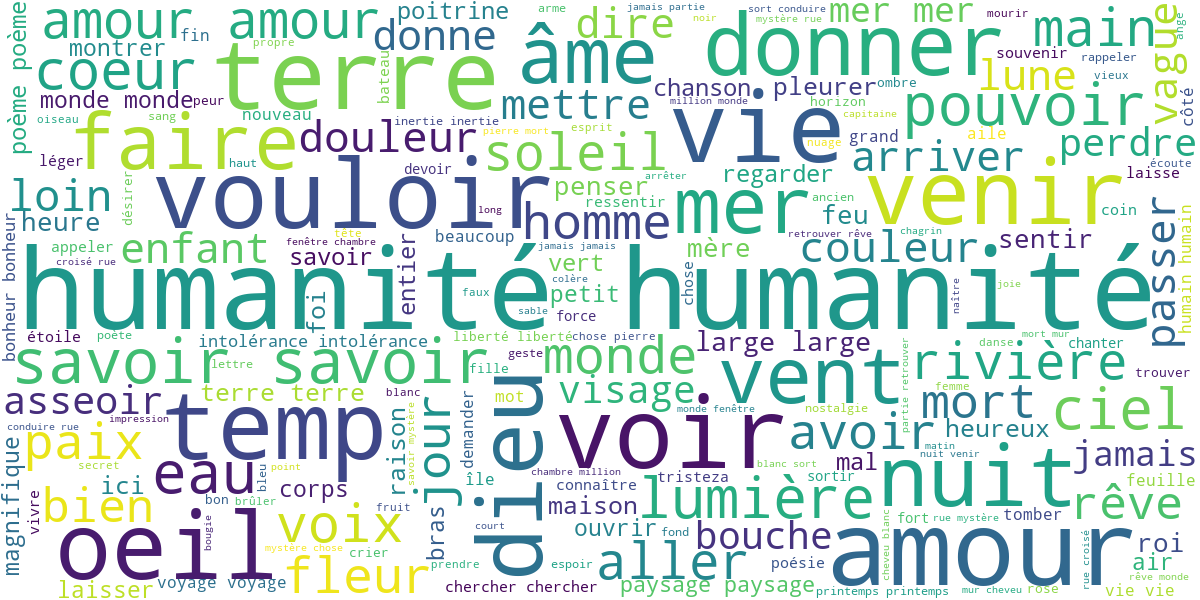 poème poème
amour amour
fin
propre
poitrine
donne
arme
jamais partie
dire
noir
sort conduire
mystère rue
mer mer
mourir
main
vague
ange
montrer
coeur
terre
bateau
âme
donner
souvenir
rappeler
lune
vieux
côté
monde monde
peur
mettre
chanson
pleurer
ombre
million monde
horizon
capitaine
pouvoir
oiseau
sang
nouveau
inertie inertie
pierre mort
esprit
vie
nuage
grand
aile
perdre
faire
douleur
soleil
arriver
écoute
laisse
léger
haut
devoir
arrêter
regarder
désirer
loin
vouloir
long
penser
ressentir
mer
ancien
venir
coin
heure
tête
homme
feu
retrouver rêve
chagrin
bonheur bonheur
appeler
enfant
fenêtre chambre
savoir
entier
beaucoup
jamais jamais
mère
couleur
sentir
passer
humain humain
croisé rue
vert
colère
chose
humanité humanité
foi
faux
petit
sable
force
naître
joie
étoile
poète
intolérance intolérance
liberté liberté
chose pierre
large large
danse
mort mur
chanter
savoir savoir
lettre
geste
fille
monde
vent
partie retrouver
rivière
trouver
asseoir
terre terre
blanc
mot
visage
femme
mort
ciel
impression
conduire rue
temp
jour
demander
dieu
voir
monde fenêtre
nostalgie
avoir
heureux
matin
nuit venir
jamais
paix
secret
magnifique
raison
savoir mystère
point
eau
bleu
île
chambre million
connaître
tristeza
blanc sort
mal
sortir
nuit
feuille
ici
vivre
bien
bon
brûler
corps
fruit
maison
lumière
fort
rue mystère
tomber
rêve
oeil
bougie
voix
mystère chose
crier
bras
court
ouvrir
fond
bouche
cheveu blanc
amour
rue croisé
roi
laisser
voyage voyage
fleur
prendre
chercher chercher
espoir
aller
paysage paysage
poésie
printemps printemps
mur cheveu
rose
air
rêve monde
vie vie